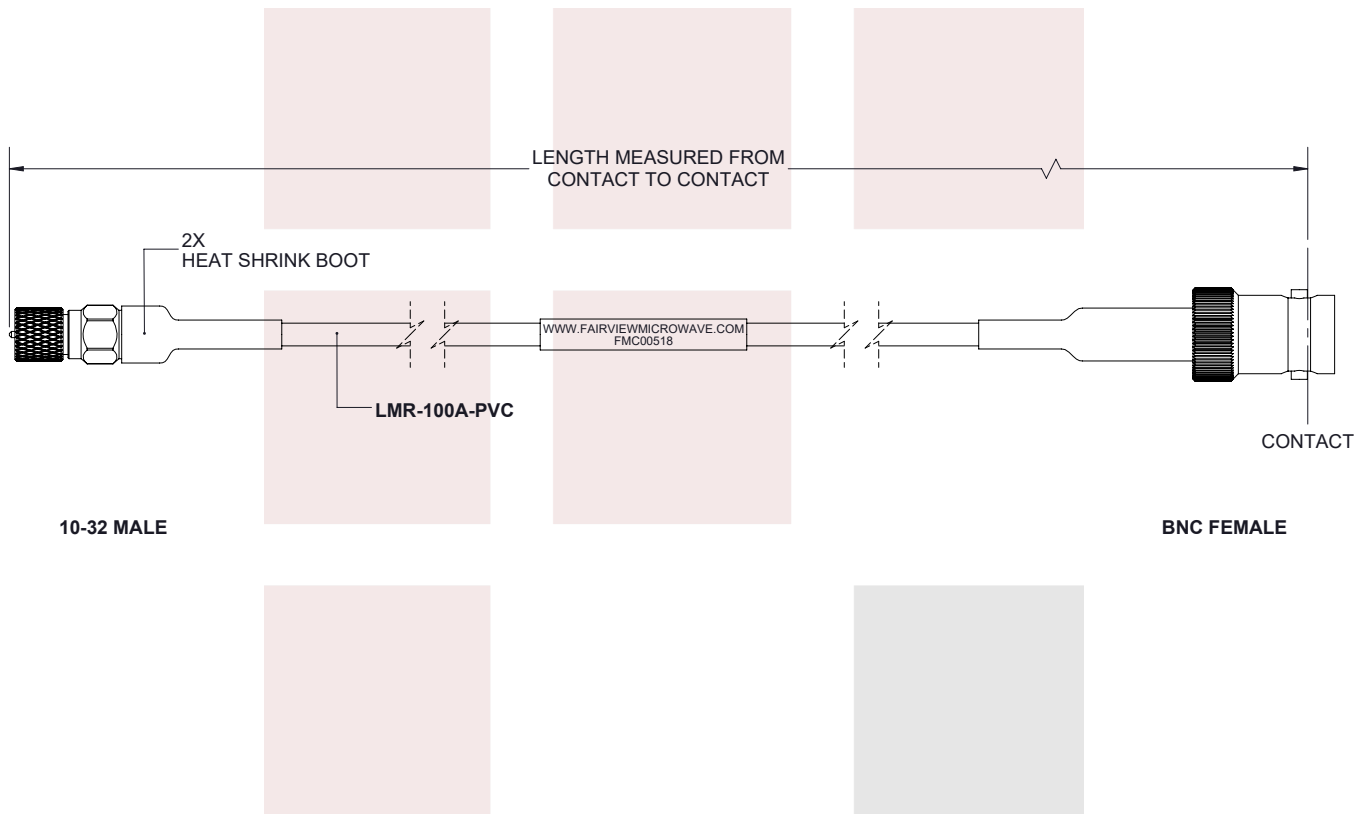 LENGTH MEASURED FROM
CONTACT TO CONTACT
2X
HEAT SHRINK BOOT
WWW.FAIRVIEWMICROWAVE.COM
FMC00518
LMR-100A-PVC
CONTACT
10-32 MALE
BNC FEMALE